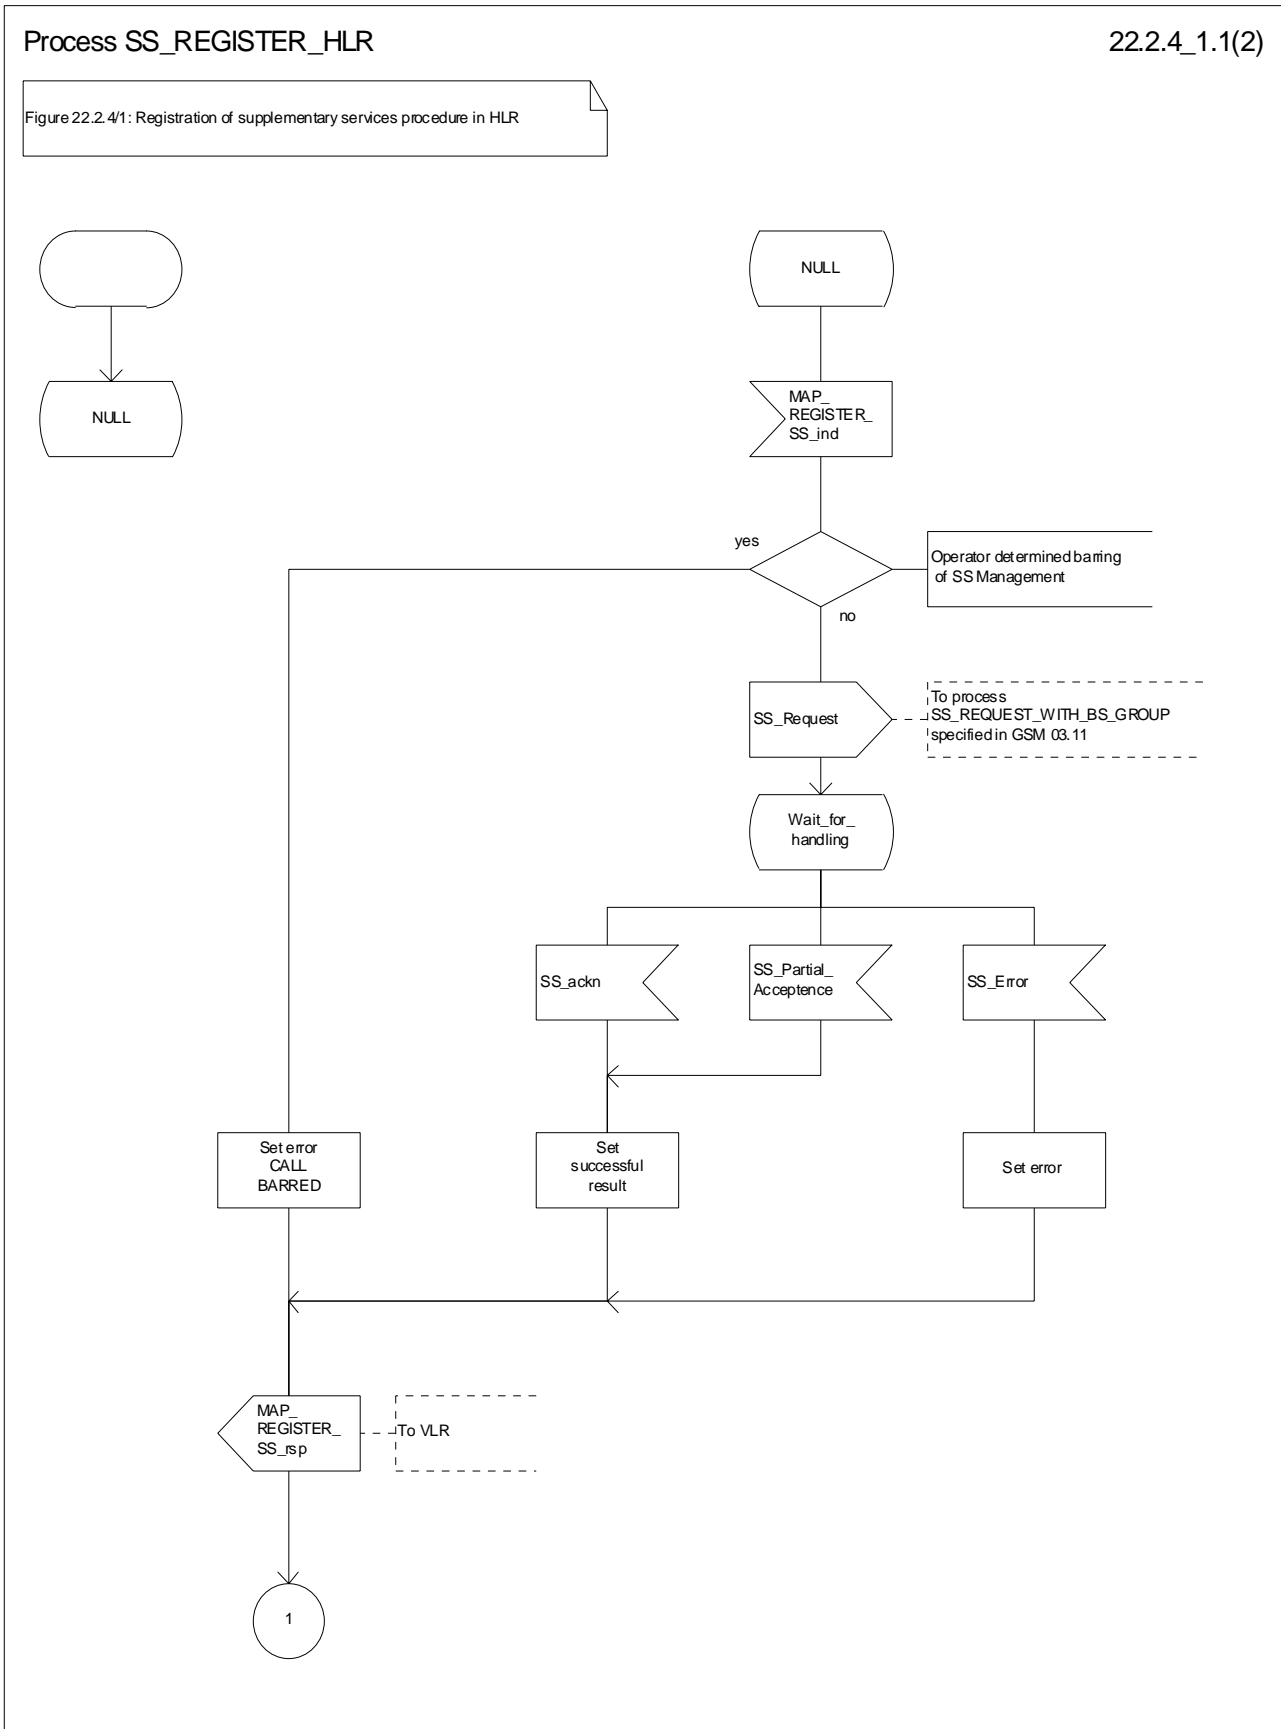 Process SS_REGISTER_HLR
22.2.4_1.1(2)
Figure 22.2.4/1: Registration of supplementary services procedure in HLR
NULL
NULL
MAP_
REGISTER_
SS_ind
yes
Operator determined barring
of SS Management
no
SS_Request
To process
SS_REQUEST_WITH_BS_GROUP
specified in GSM 03.11
Wait_for_
handling
SS_ackn
SS_Partial_
Acceptence
SS_Error
Set error
CALL
BARRED
Set
successful
result
Set error
MAP_
REGISTER_
SS_rsp
To VLR
1